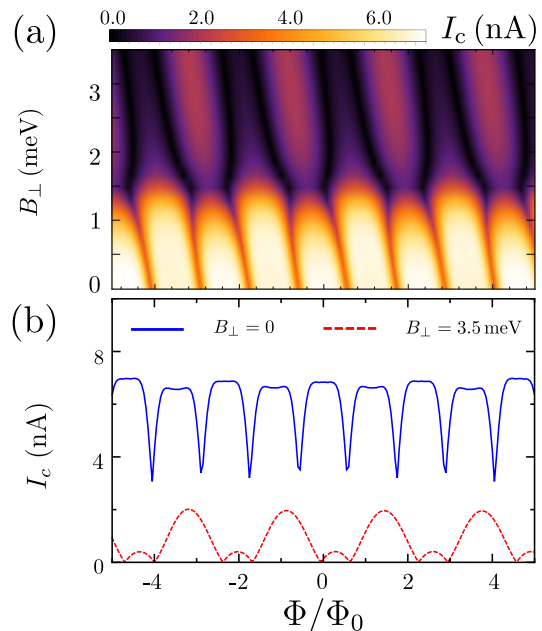 (a)
0.0 2.0 4.0 6.0 I_c (nA)
3
2
1
0
B_⊥ (meV)
(b)
B_⊥ = 0
B_⊥ = 3.5 meV
8
4
0
I_c (nA)
-4 -2 0 2 4
Φ/Φ_0